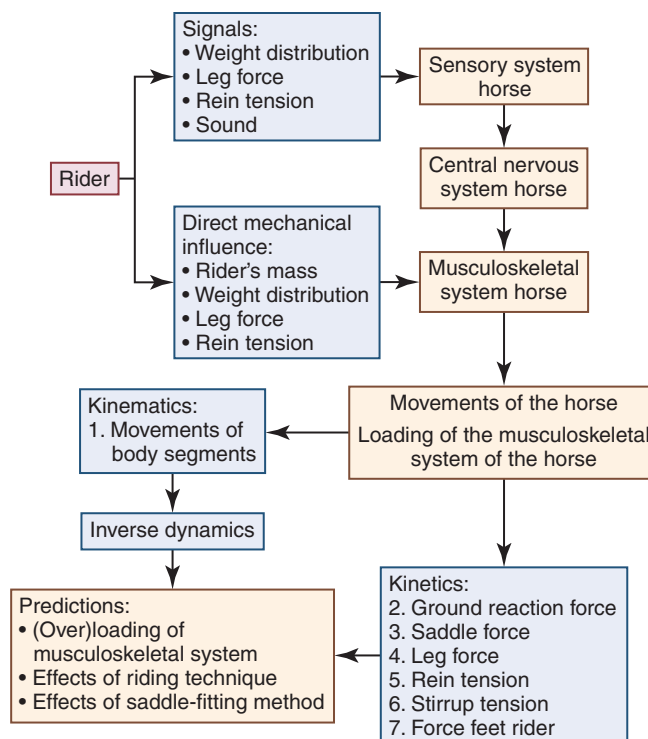 Signals:
• Weight distribution
• Leg force
• Rein tension
• Sound
Sensory system
horse
Central nervous
system horse
Rider
Direct mechanical
influence:
• Rider's mass
• Weight distribution
• Leg force
• Rein tension
Musculoskeletal
system horse
Movements of the horse
Loading of the musculoskeletal
system of the horse
Kinematics:
1. Movements of
body segments
Inverse dynamics
Predictions:
• (Over)loading of
musculoskeletal system
• Effects of riding technique
• Effects of saddle-fitting method
Kinetics:
2. Ground reaction force
3. Saddle force
4. Leg force
5. Rein tension
6. Stirrup tension
7. Force feet rider